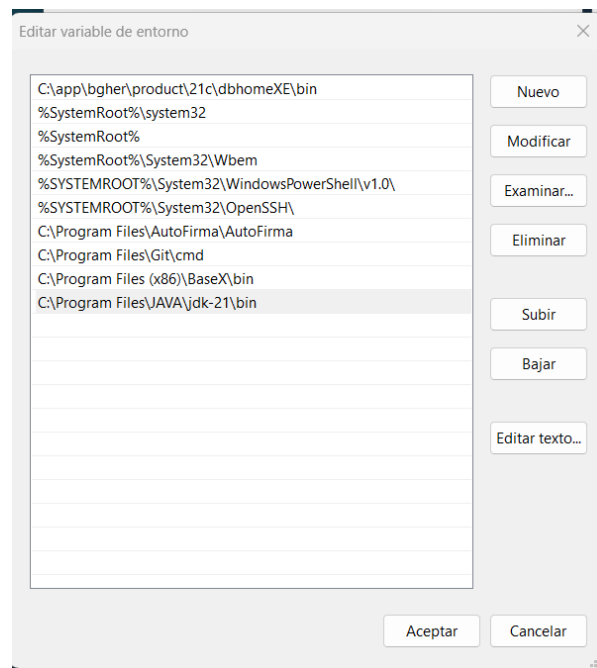 Editar variable de entorno
C:\app\bgher\product\21c\dbhomeXE\bin
%SystemRoot%\system32
%SystemRoot%
%SystemRoot%\System32\Wbem
%SYSTEMROOT%\System32\WindowsPowerShell\v1.0\
%SYSTEMROOT%\System32\OpenSSH\
C:\Program Files\AutoFirma\AutoFirma
C:\Program Files\Git\cmd
C:\Program Files (x86)\BaseX\bin
C:\Program Files\JAVA\jdk-21\bin
Nuevo
Modificar
Examinar...
Eliminar
Subir
Bajar
Editar texto...
Aceptar
Cancelar